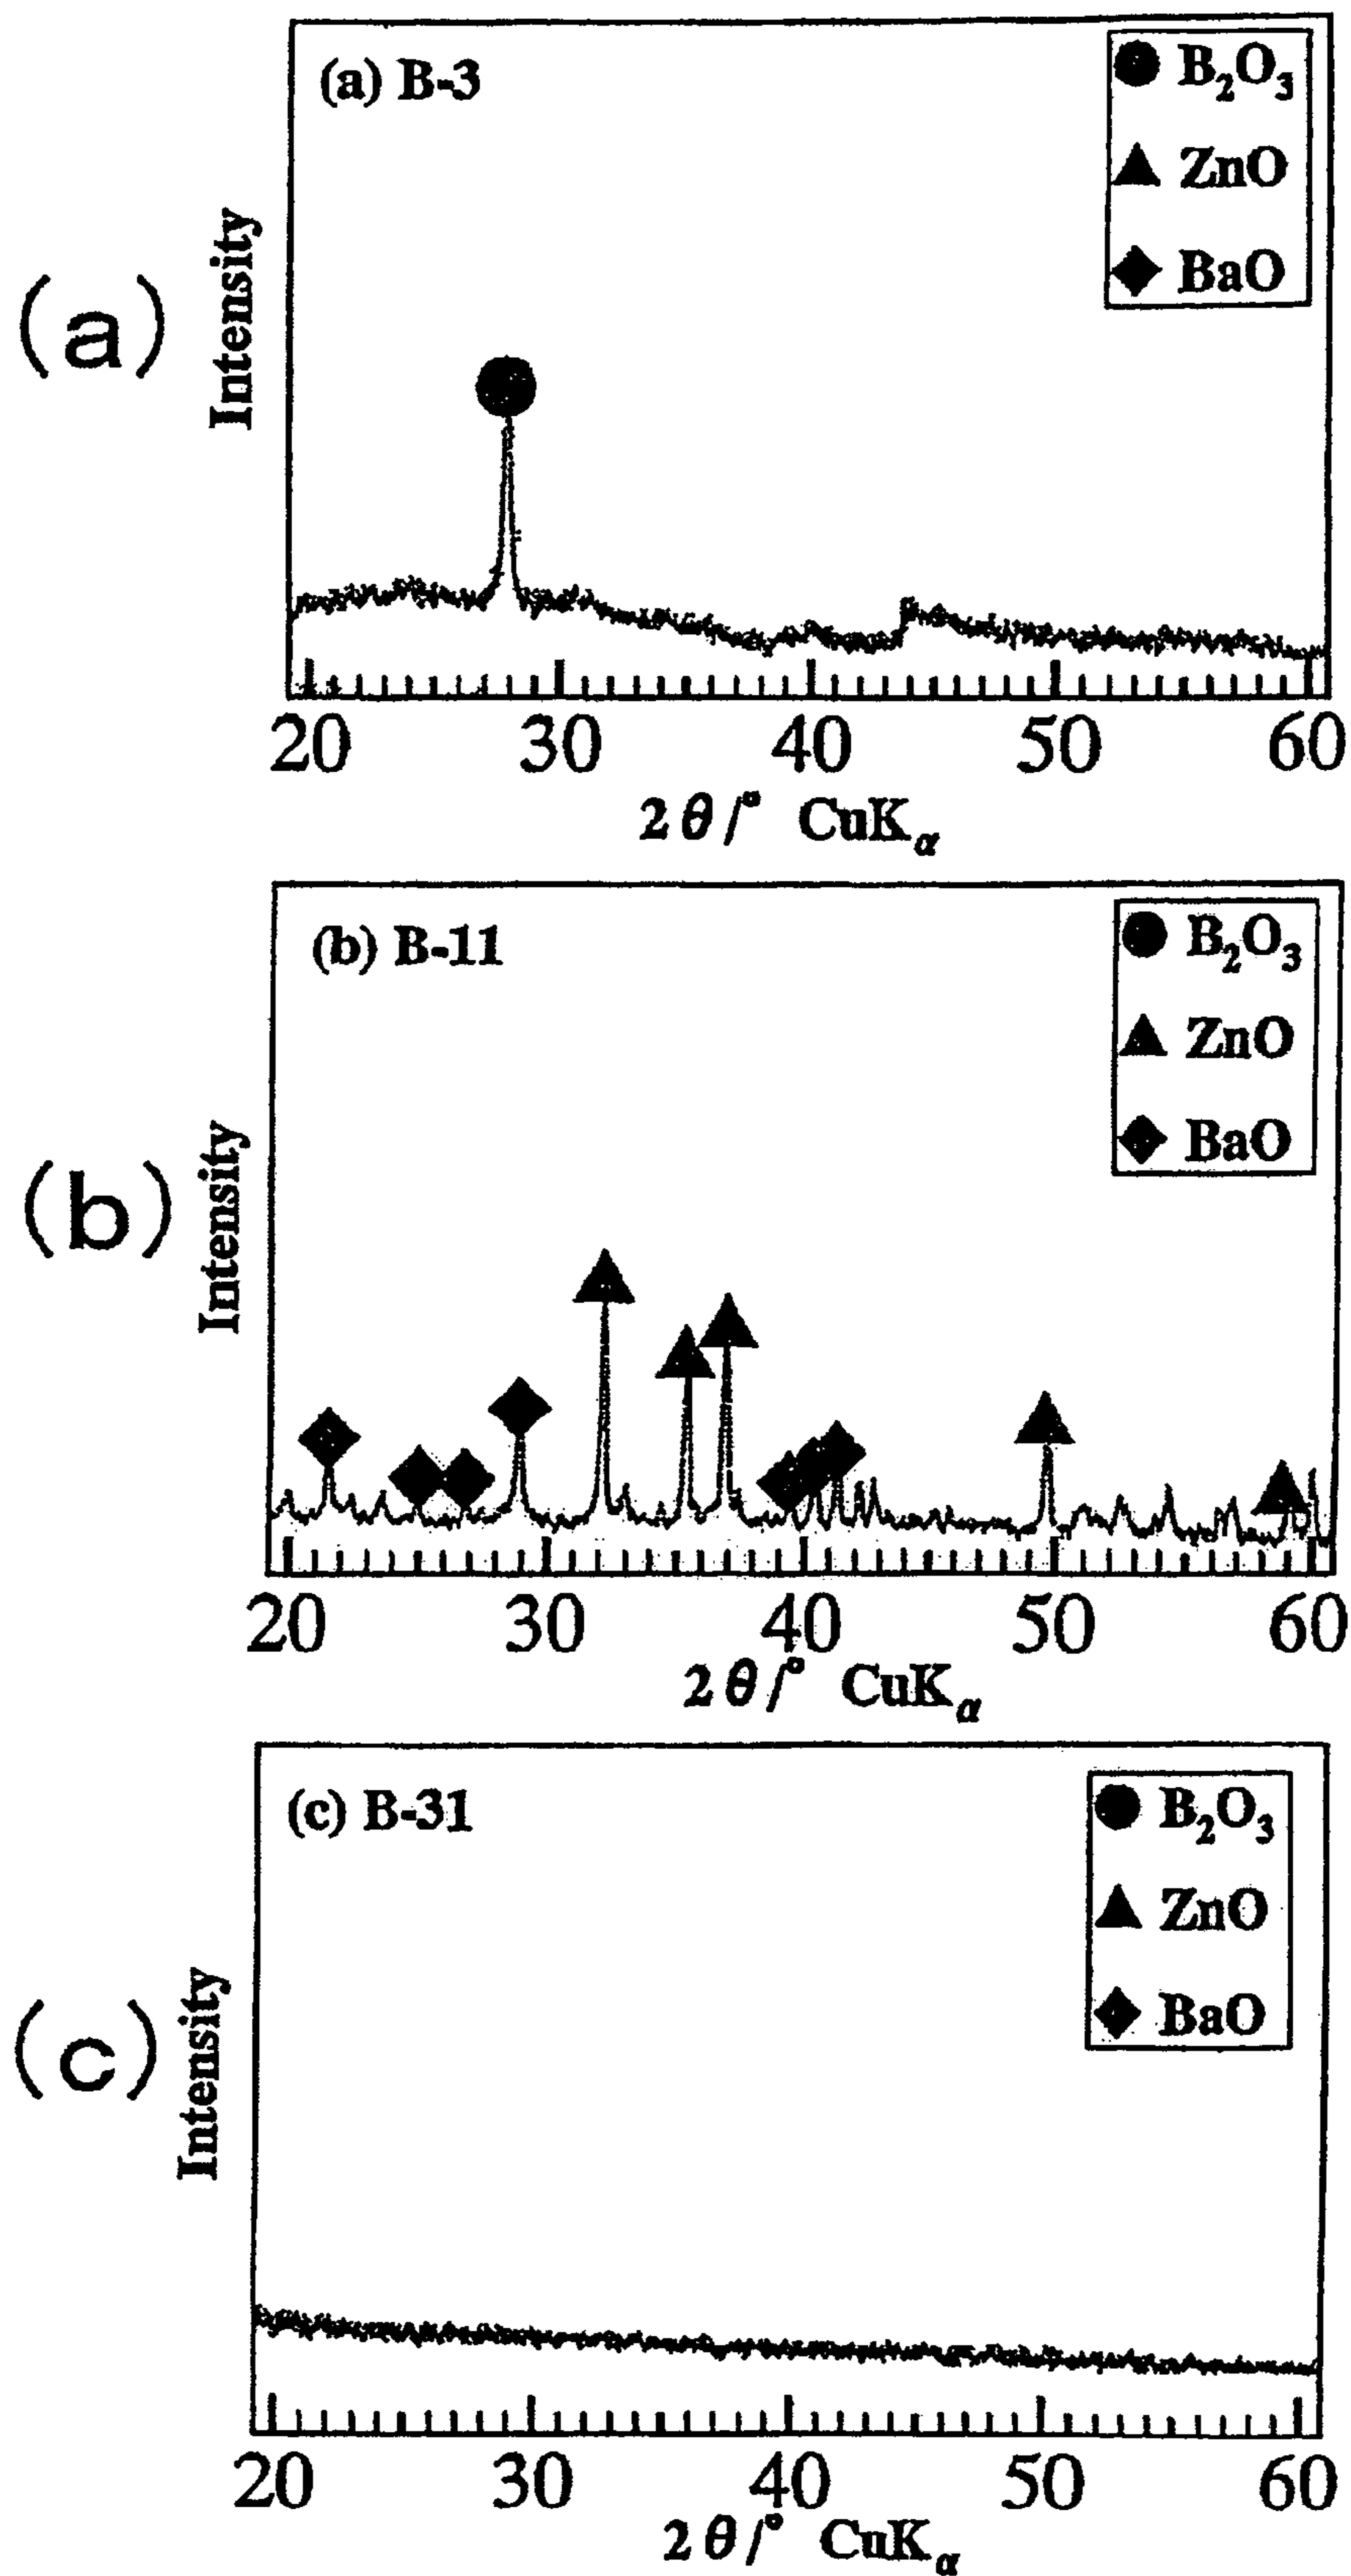 (a)
(a) B-3
B₂O₃
ZnO
BaO
Intensity
20 30 40 50 60
2θ/° CuKα
(b)
(b) B-11
B₂O₃
ZnO
BaO
Intensity
20 30 40 50 60
2θ/° CuKα
(c)
(c) B-31
B₂O₃
ZnO
BaO
Intensity
20 30 40 50 60
2θ/° CuKα